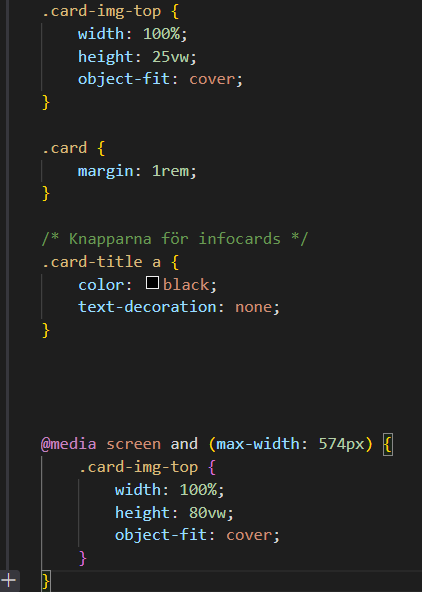 .card-img-top {
width: 100%;
height: 25vw;
object-fit: cover;
}
.card {
margin: 1rem;
}
/* Knapparna för infocards */
.card-title a {
color: black;
text-decoration: none;
}
@media screen and (max-width: 574px) {
.card-img-top {
width: 100%;
height: 80vw;
object-fit: cover;
}
}